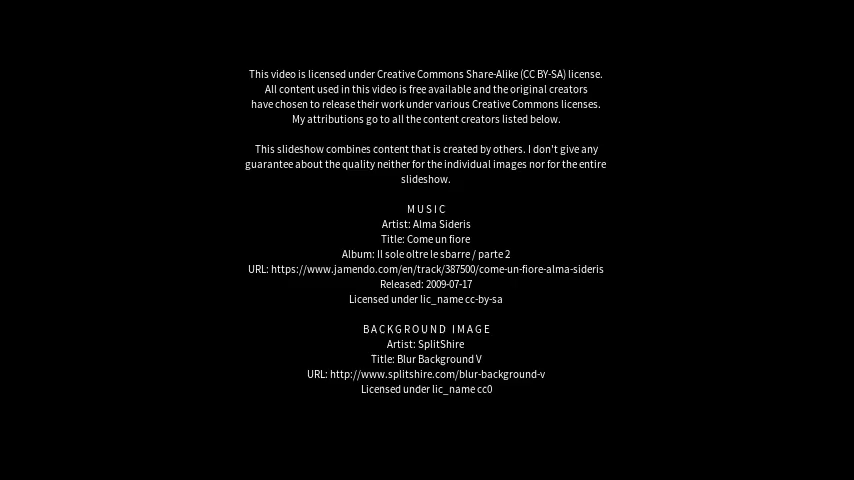 This video is licensed under Creative Commons Share-Alike (CC BY-SA) license.
All content used in this video is free available and the original creators
have chosen to release their work under various Creative Commons licenses.
My attributions go to all the content creators listed below.
This slideshow combines content that is created by others. I don't give any
guarantee about the quality neither for the individual images nor for the entire
slideshow.
MUSIC
Artist: Alma Sideris
Title: Come un fiore
Album: Il sole oltre le sbarre / parte 2
URL: https://www.jamendo.com/en/track/387500/come-un-fiore-alma-sideris
Released: 2009-07-17
Licensed under lic_name cc-by-sa
BACKGROUND IMAGE
Artist: SplitShire
Title: Blur Background V
URL: http://www.splitshire.com/blur-background-v
Licensed under lic_name cc0